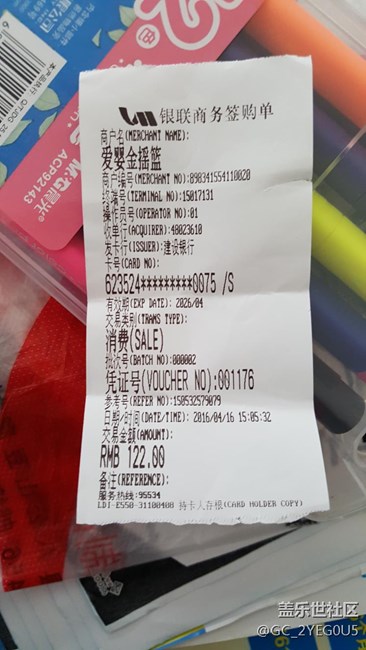 银联商务签购单
商户名(MERCHANT NAME):
爱婴金摇篮
商户编号(MERCHANT NO):898341554110020
终端号(TERMINAL NO):15017131
操作员号(OPERATOR NO):01
收单行(ACQUIRER):48023610
发卡行(ISSUER):建设银行
卡号(CARD NO):
623524*********0075 /S
有效期(EXP DATE): 2026/04
交易类别(TRANS TYPE):
消费(SALE)
批次号(BATCH NO):000002
凭证号(VOUCHER NO):001176
参考号(REFER NO):150532579079
日期/时间(DATE/TIME): 2016/04/16 15:05:32
交易金额(AMOUNT):
RMB 122.00
备注(REFERENCE):
服务热线:95534
持卡人存根(CARD HOLDER COPY)
M&G晨光
ACP92143
盖乐世社区
@GC_2YEG0U5